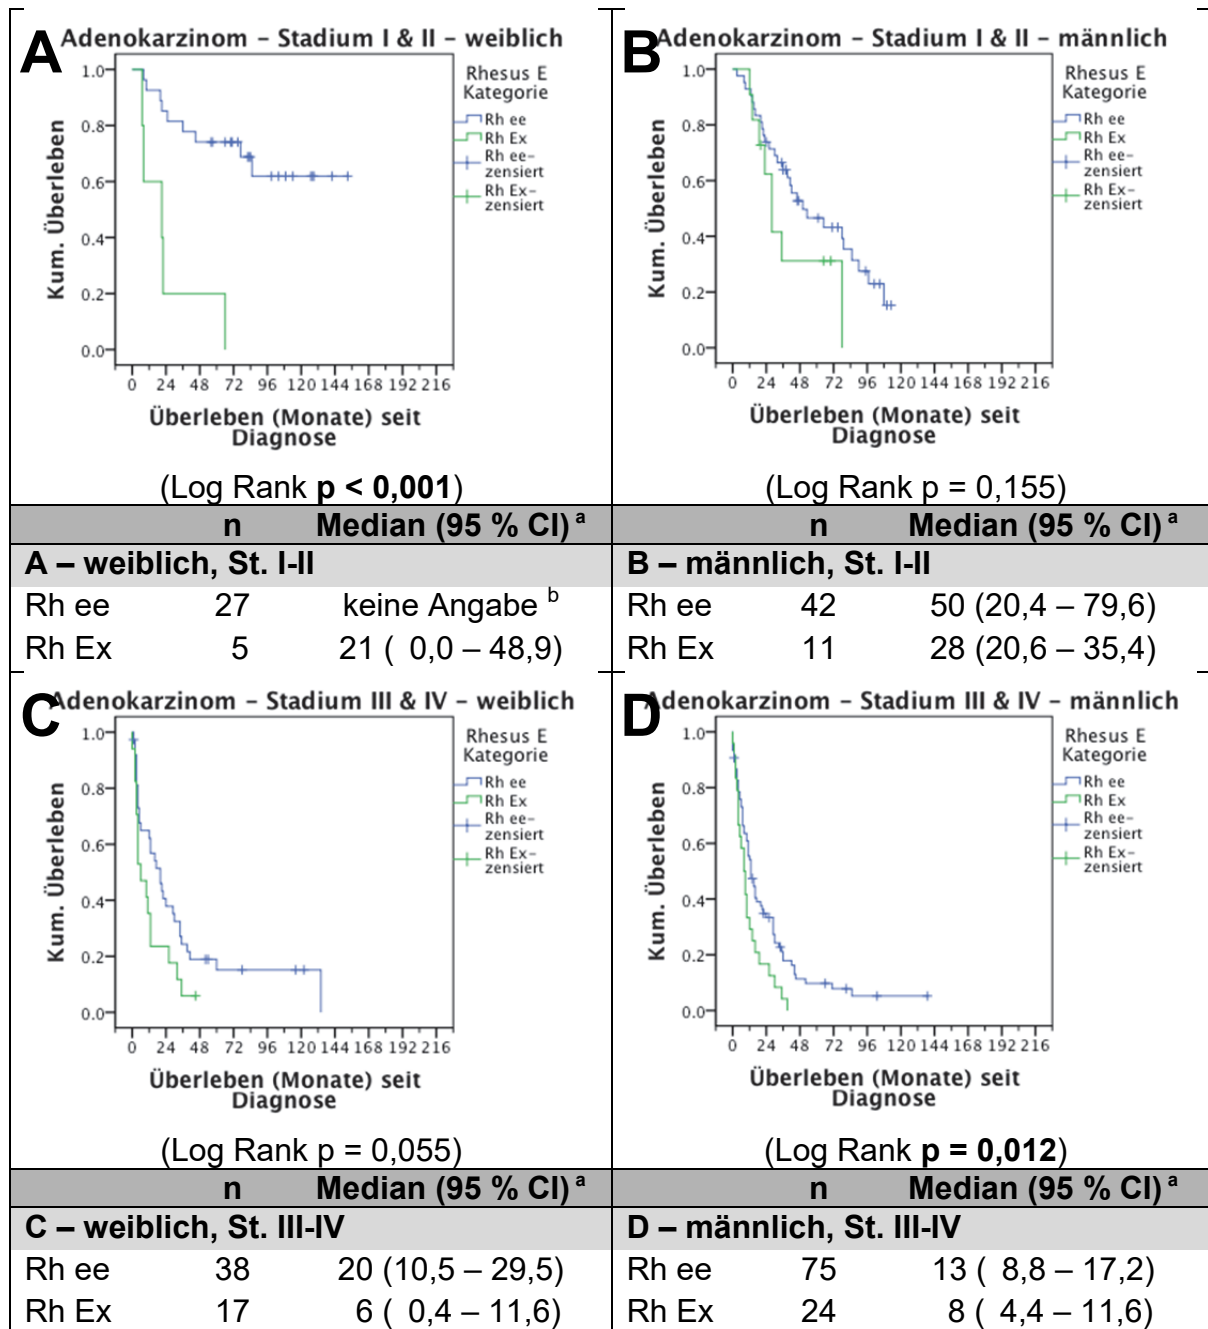 A
Adenokarzinom – Stadium I & II – weiblich
Kum. Überleben
1.0
0.8
0.6
0.4
0.2
0.0
0 24 48 72 96 120 144 168 192 216
Überleben (Monate) seit
Diagnose
Rhesus E
Kategorie
Rh ee
Rh Ex
Rh ee-
zensiert
Rh Ex-
zensiert
(Log Rank p < 0,001)
n Median (95 % CI) a
A – weiblich, St. I-II
Rh ee 27 keine Angabe b
Rh Ex 5 21 ( 0,0 – 48,9)
B
Adenokarzinom – Stadium I & II – männlich
Kum. Überleben
1.0
0.8
0.6
0.4
0.2
0.0
0 24 48 72 96 120 144 168 192 216
Überleben (Monate) seit
Diagnose
Rhesus E
Kategorie
Rh ee
Rh Ex
Rh ee-
zensiert
Rh Ex-
zensiert
(Log Rank p = 0,155)
n Median (95 % CI) a
B – männlich, St. I-II
Rh ee 42 50 (20,4 – 79,6)
Rh Ex 11 28 (20,6 – 35,4)
C
Adenokarzinom – Stadium III & IV – weiblich
Kum. Überleben
1.0
0.8
0.6
0.4
0.2
0.0
0 24 48 72 96 120 144 168 192 216
Überleben (Monate) seit
Diagnose
Rhesus E
Kategorie
Rh ee
Rh Ex
Rh ee-
zensiert
Rh Ex-
zensiert
(Log Rank p = 0,055)
n Median (95 % CI) a
C – weiblich, St. III-IV
Rh ee 38 20 (10,5 – 29,5)
Rh Ex 17 6 ( 0,4 – 11,6)
D
Adenokarzinom – Stadium III & IV – männlich
Kum. Überleben
1.0
0.8
0.6
0.4
0.2
0.0
0 24 48 72 96 120 144 168 192 216
Überleben (Monate) seit
Diagnose
Rhesus E
Kategorie
Rh ee
Rh Ex
Rh ee-
zensiert
Rh Ex-
zensiert
(Log Rank p = 0,012)
n Median (95 % CI) a
D – männlich, St. III-IV
Rh ee 75 13 ( 8,8 – 17,2)
Rh Ex 24 8 ( 4,4 – 11,6)